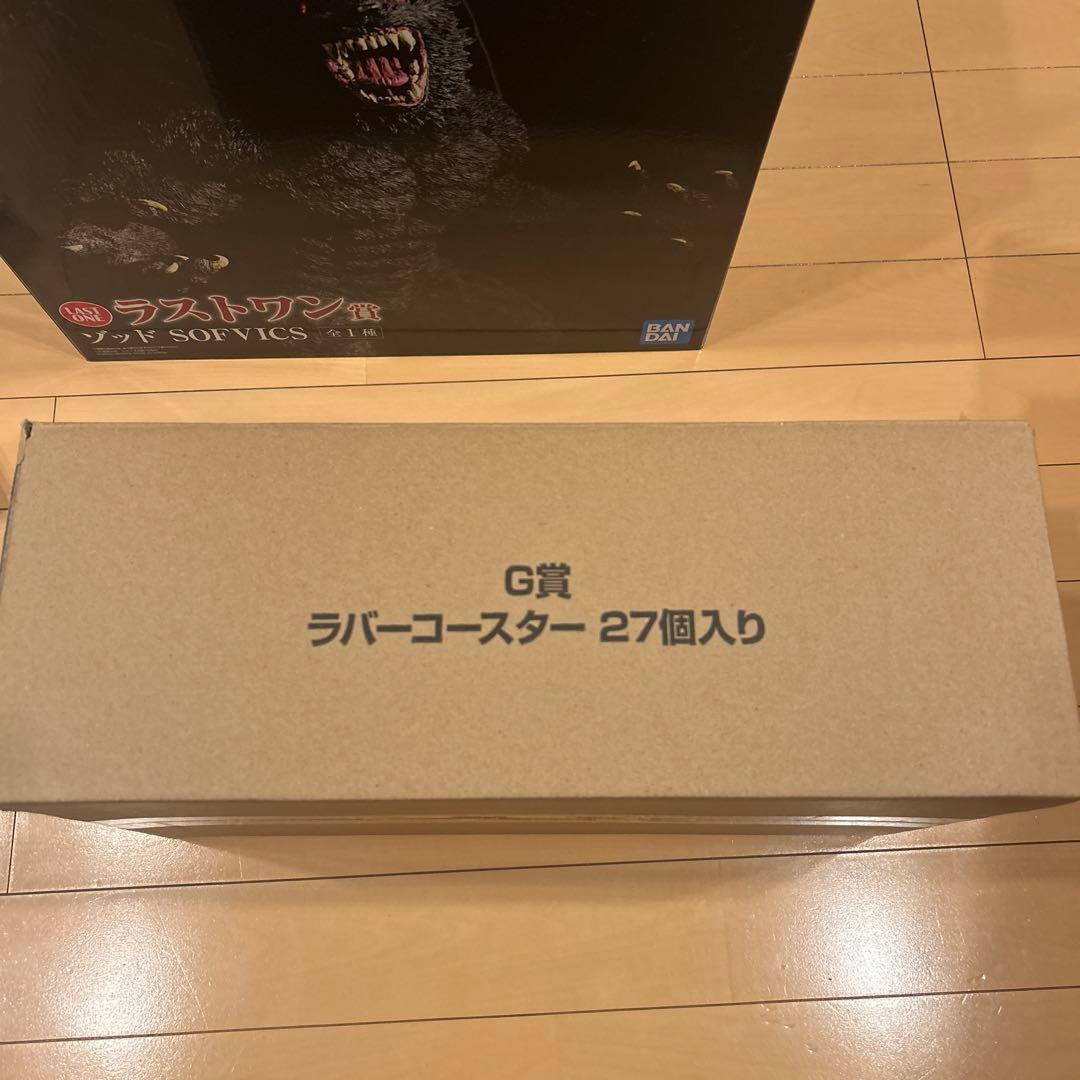 LAST ONE ラストワン賞
ゾッド SOFVICS 全1種
BAN
DAI
G賞
ラバーコースター 27個入り